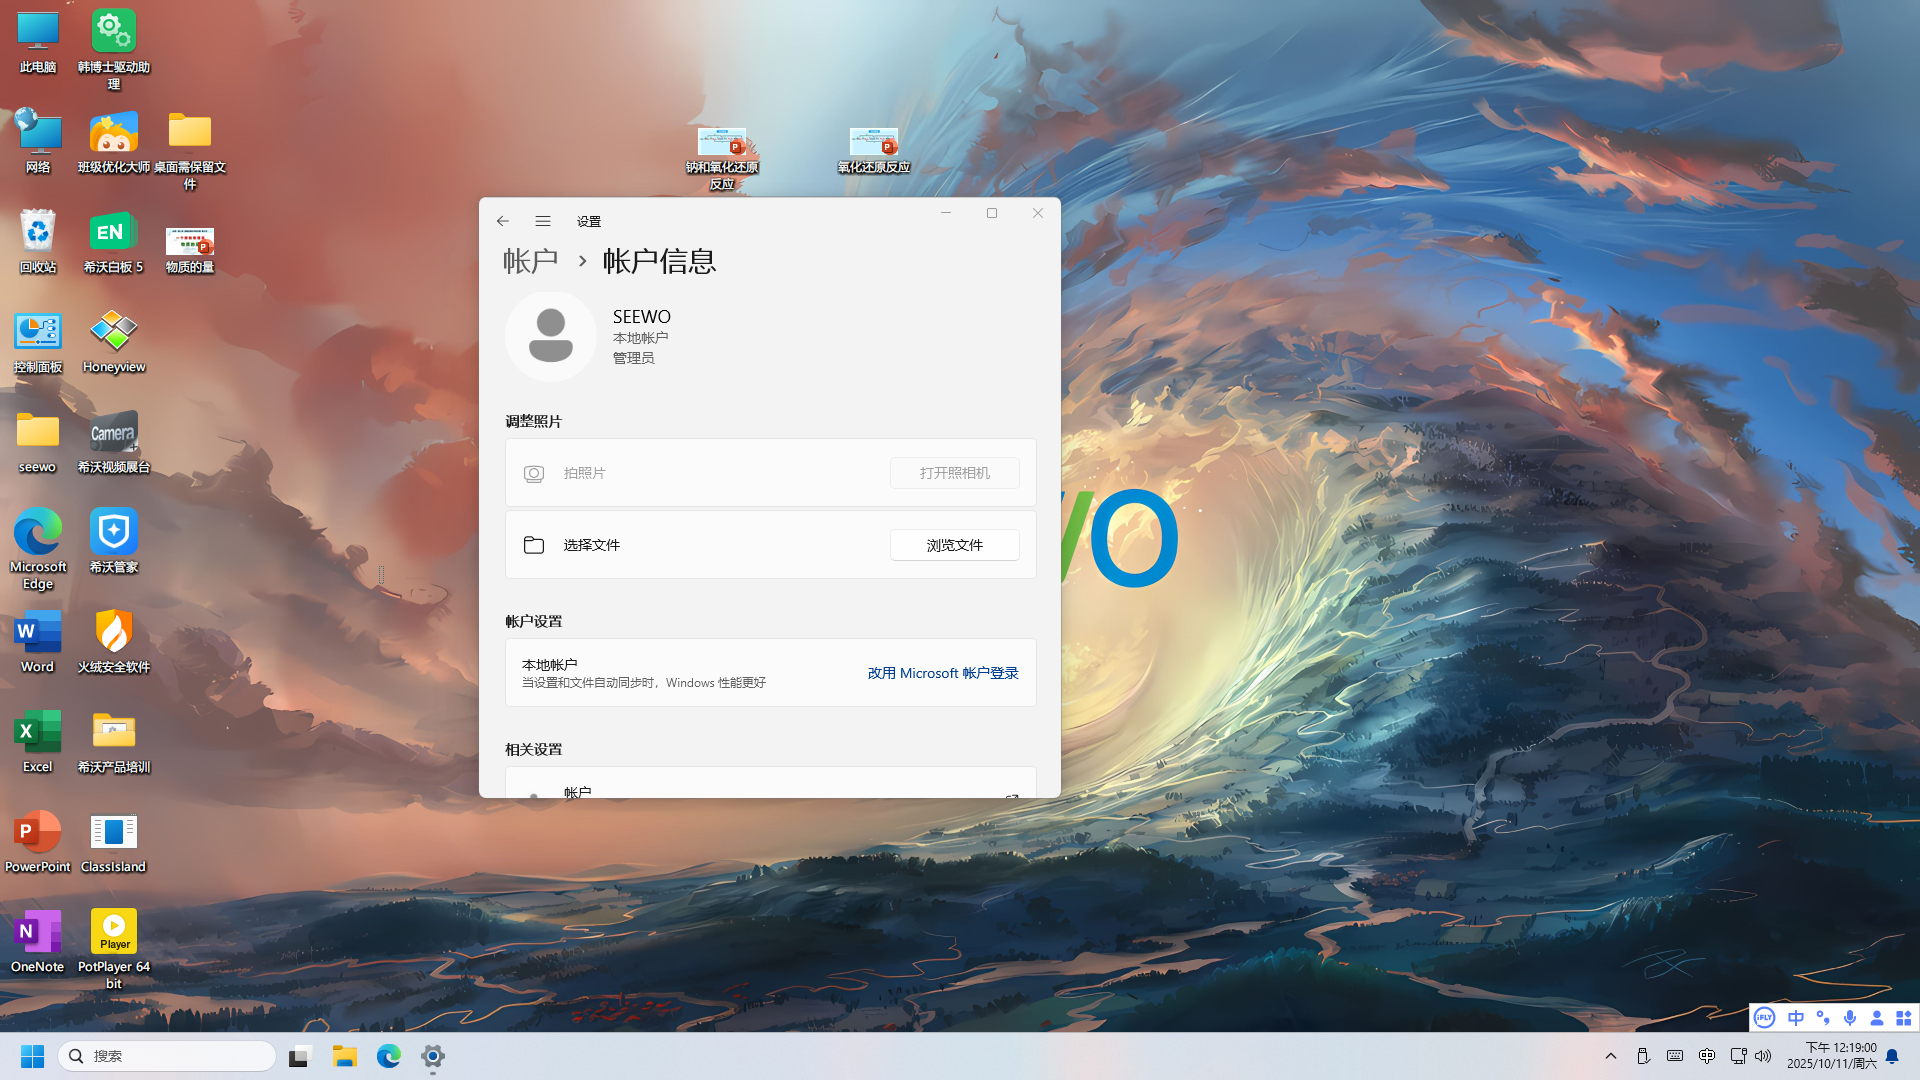 此电脑
韩博士驱动助
理
网络
班级优化大师
桌面需保留文
件
回收站
EN
希沃白板 5
物质的量
控制面板
Honeyview
seewo
Camera
希沃视频展台
Microsoft
Edge
希沃管家
W
Word
火绒安全软件
X
Excel
希沃产品培训
P
PowerPoint
ClassIsland
N
OneNote
Player
PotPlayer 64
bit
P
钠和氧化还原
反应
P
氧化还原反应
设置
帐户 › 帐户信息
SEEWO
本地帐户
管理员
调整照片
拍照片
打开照相机
选择文件
浏览文件
帐户设置
本地帐户
当设置和文件自动同步时，Windows 性能更好
改用 Microsoft 帐户登录
相关设置
帐户
O
iFLY
中
搜索
下午 12:19:00
2025/10/11/周六